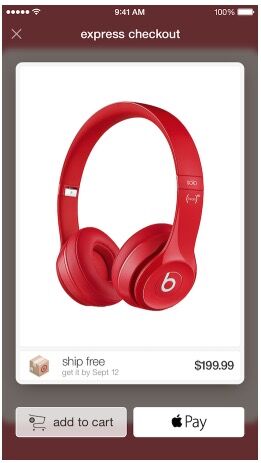 9:41 AM
100%
express checkout
solo
b
ship free
get it by Sept 12
$199.99
add to cart
Pay